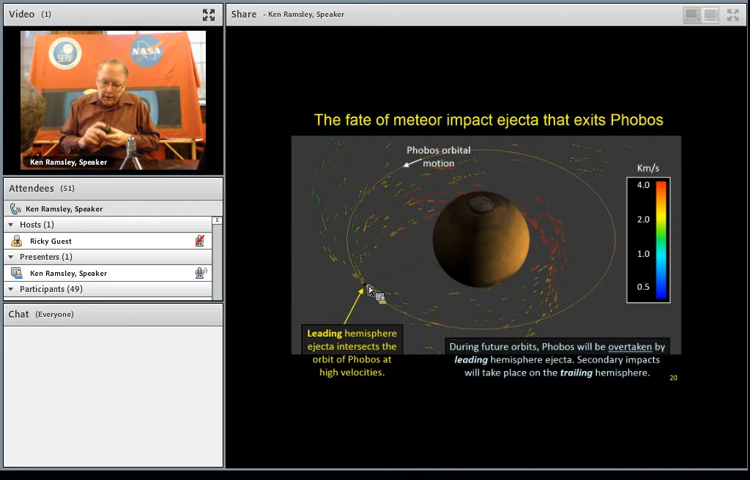 Video (1)
SERVI
NASA
Ken Ramsley, Speaker
Attendees (51)
Ken Ramsley, Speaker
Hosts (1)
Ricky Guest
Presenters (1)
Ken Ramsley, Speaker
Participants (49)
Chat (Everyone)
Share - Ken Ramsley, Speaker
The fate of meteor impact ejecta that exits Phobos
Phobos orbital
motion
Km/s
4.0
2.0
1.0
0.5
Leading hemisphere
ejecta intersects the
orbit of Phobos at
high velocities.
During future orbits, Phobos will be overtaken by
leading hemisphere ejecta. Secondary impacts
will take place on the trailing hemisphere.
20